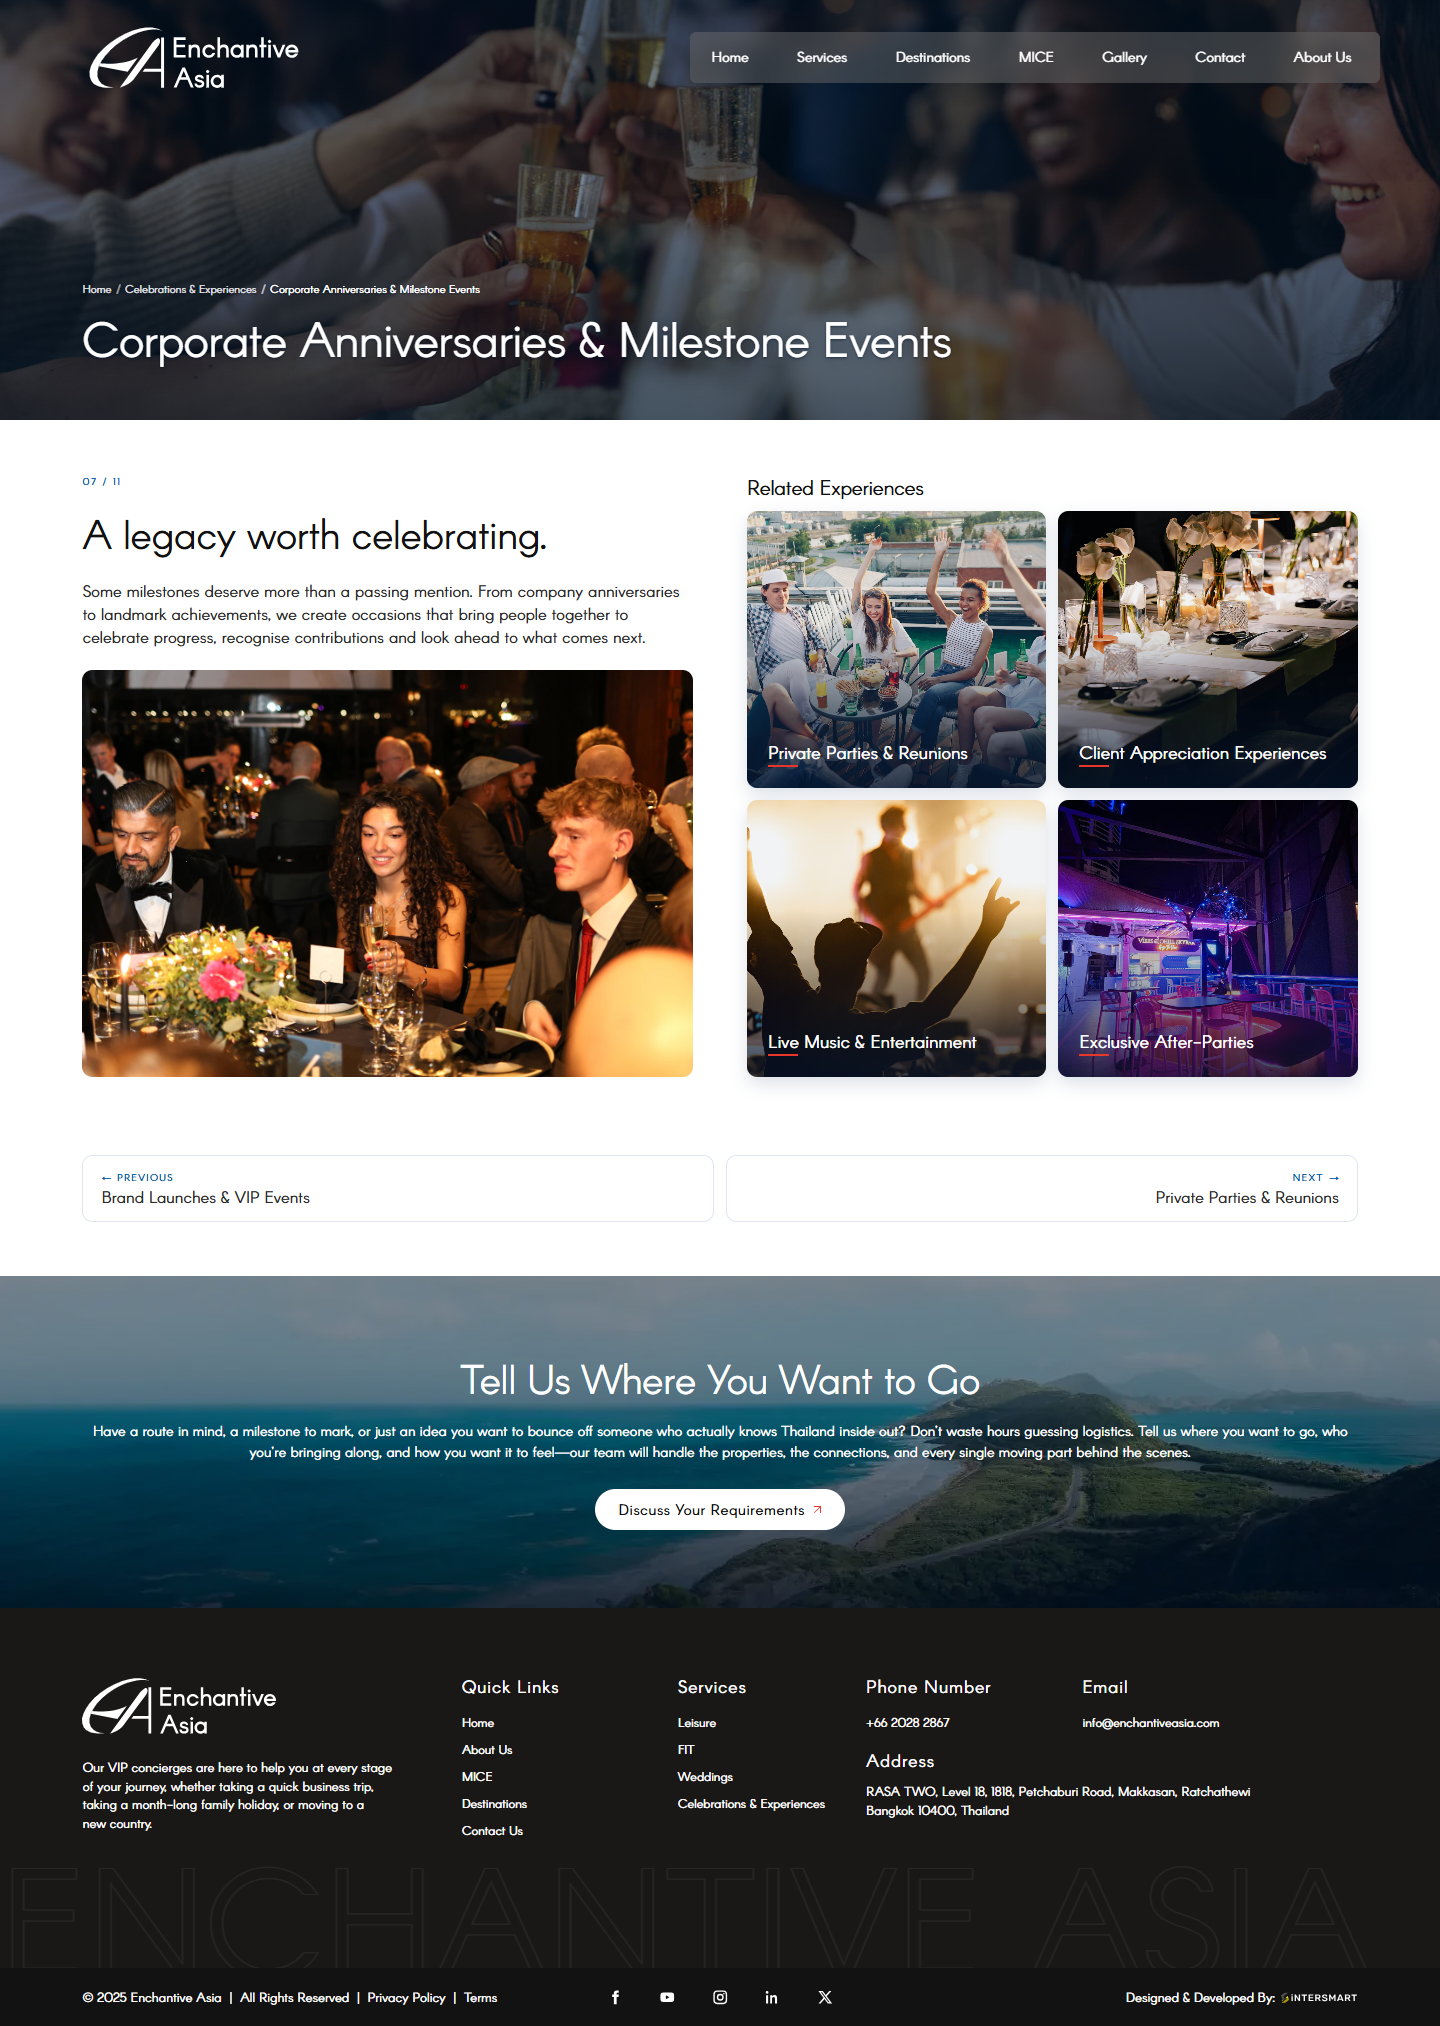 Enchantive
Asia
Home
Services
Destinations
MICE
Gallery
Contact
About Us
Home / Celebrations & Experiences / Corporate Anniversaries & Milestone Events
Corporate Anniversaries & Milestone Events
07 / 11
A legacy worth celebrating.
Some milestones deserve more than a passing mention. From company anniversaries
to landmark achievements, we create occasions that bring people together to
celebrate progress, recognise contributions and look ahead to what comes next.
Related Experiences
Private Parties & Reunions
Client Appreciation Experiences
Live Music & Entertainment
Exclusive After-Parties
← PREVIOUS
Brand Launches & VIP Events
NEXT →
Private Parties & Reunions
Tell Us Where You Want to Go
Have a route in mind, a milestone to mark, or just an idea you want to bounce off someone who actually knows Thailand inside out? Don't waste hours guessing logistics. Tell us where you want to go, who
you're bringing along, and how you want it to feel—our team will handle the properties, the connections, and every single moving part behind the scenes.
Discuss Your Requirements
Enchantive
Asia
Our VIP concierges are here to help you at every stage
of your journey, whether taking a quick business trip,
taking a month-long family holiday, or moving to a
new country.
Quick Links
Home
About Us
MICE
Destinations
Contact Us
Services
Leisure
FIT
Weddings
Celebrations & Experiences
Phone Number
+66 2028 2867
Email
info@enchantiveasia.com
Address
RASA TWO, Level 18, 1818, Petchaburi Road, Makkasan, Ratchathewi
Bangkok 10400, Thailand
ENCHANTIVE ASIA
© 2025 Enchantive Asia | All Rights Reserved | Privacy Policy | Terms
Designed & Developed By: INTERSMART